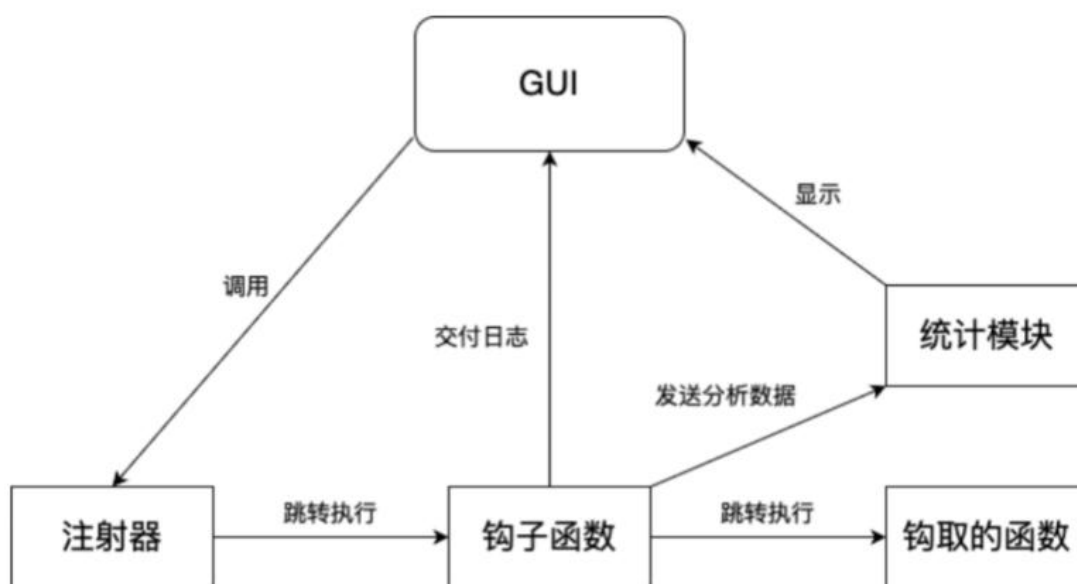 GUI
显示
调用
交付日志
统计模块
发送分析数据
注射器
跳转执行
钩子函数
跳转执行
钩取的函数